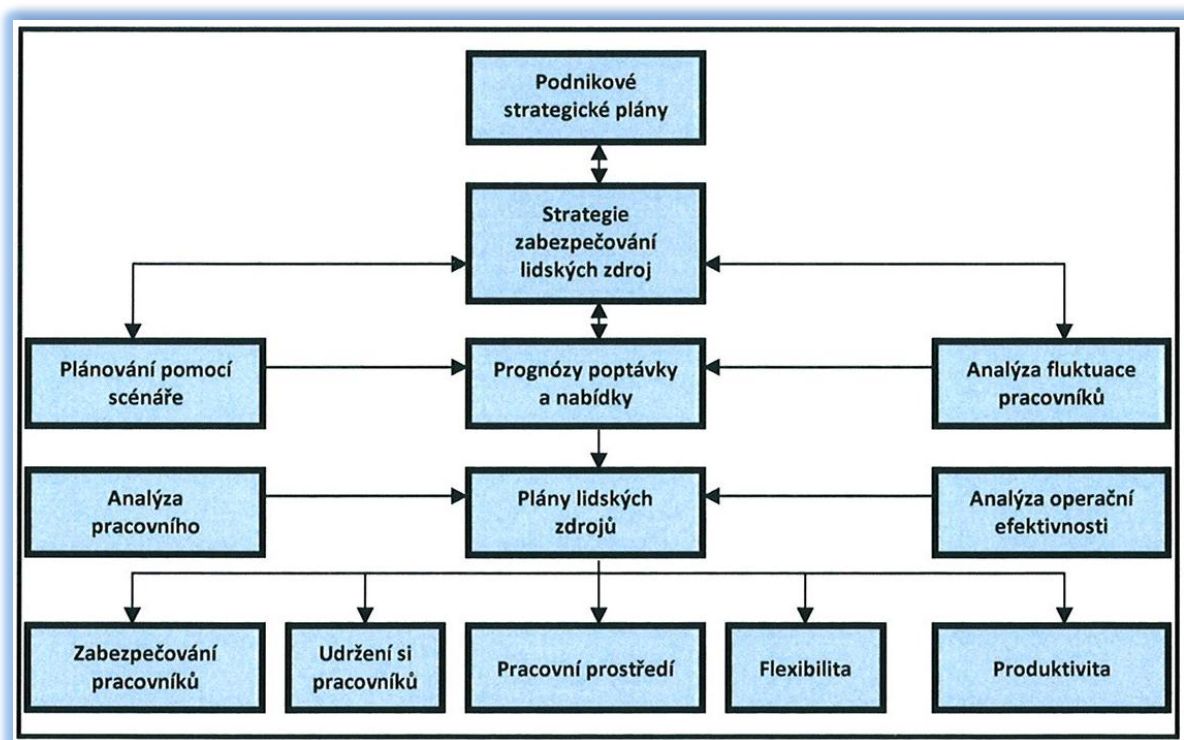 Podnikové
strategické plány
Strategie
zabezpečování
lidských zdroj
Plánování pomocí
scénáře
Prognózy poptávky
a nabídky
Analýza fluktuace
pracovníků
Analýza
pracovního
Plány lidských
zdrojů
Analýza operační
efektivnosti
Zabezpečování
pracovníků
Udržení si
pracovníků
Pracovní prostředí
Flexibilita
Produktivita